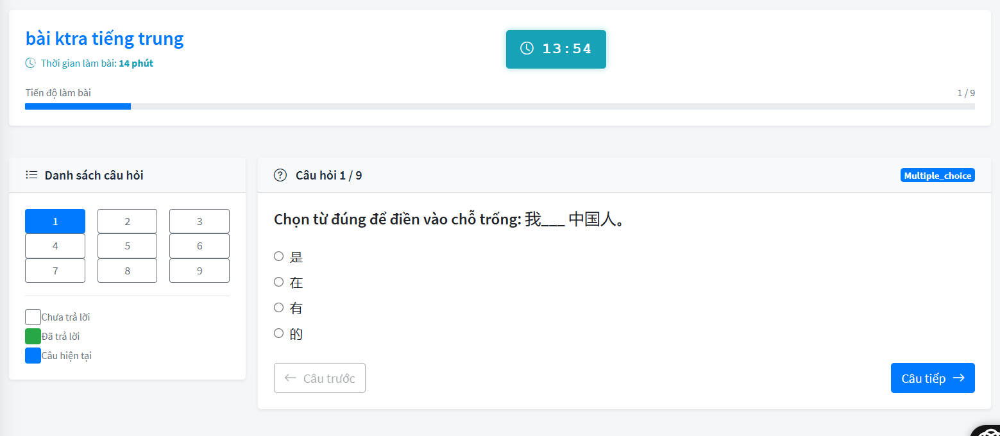 bài ktra tiếng trung
Thời gian làm bài: 14 phút
13:54
Tiến độ làm bài
1 / 9
Danh sách câu hỏi
1 2 3
4 5 6
7 8 9
Chưa trả lời
Đã trả lời
Câu hiện tại
Câu hỏi 1 / 9
Multiple_choice
Chọn từ đúng để điền vào chỗ trống: 我___ 中国人。
是
在
有
的
Câu trước
Câu tiếp